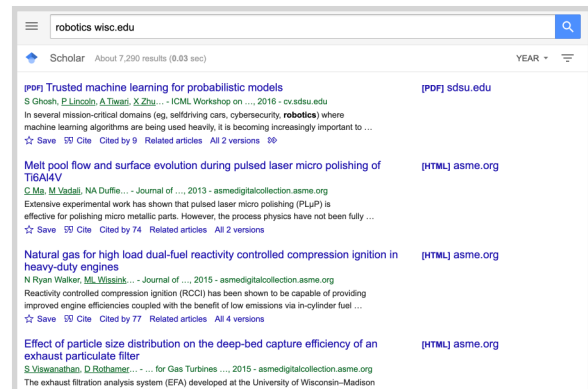 robotics wisc.edu
Scholar About 7,290 results (0.03 sec) YEAR
[PDF] Trusted machine learning for probabilistic models [PDF] sdsu.edu
S Ghosh, P Lincoln, A Tiwari, X Zhu… - ICML Workshop on …, 2016 - cv.sdsu.edu
In several mission-critical domains (eg, selfdriving cars, cybersecurity, robotics) where
machine learning algorithms are being used heavily, it is becoming increasingly important to …
Save Cite Cited by 9 Related articles All 2 versions
Melt pool flow and surface evolution during pulsed laser micro polishing of [HTML] asme.org
Ti6Al4V
C Ma, M Vadali, NA Duffie… - Journal of …, 2013 - asmedigitalcollection.asme.org
Extensive experimental work has shown that pulsed laser micro polishing (PLμP) is
effective for polishing micro metallic parts. However, the process physics have not been fully …
Save Cite Cited by 74 Related articles All 2 versions
Natural gas for high load dual-fuel reactivity controlled compression ignition in [HTML] asme.org
heavy-duty engines
N Ryan Walker, ML Wissink… - Journal of …, 2015 - asmedigitalcollection.asme.org
Reactivity controlled compression ignition (RCCI) has been shown to be capable of providing
improved engine efficiencies coupled with the benefit of low emissions via in-cylinder fuel …
Save Cite Cited by 77 Related articles All 4 versions
Effect of particle size distribution on the deep-bed capture efficiency of an [HTML] asme.org
exhaust particulate filter
S Viswanathan, D Rothamer… - … for Gas Turbines …, 2015 - asmedigitalcollection.asme.org
The exhaust filtration analysis system (EFA) developed at the University of Wisconsin–Madison